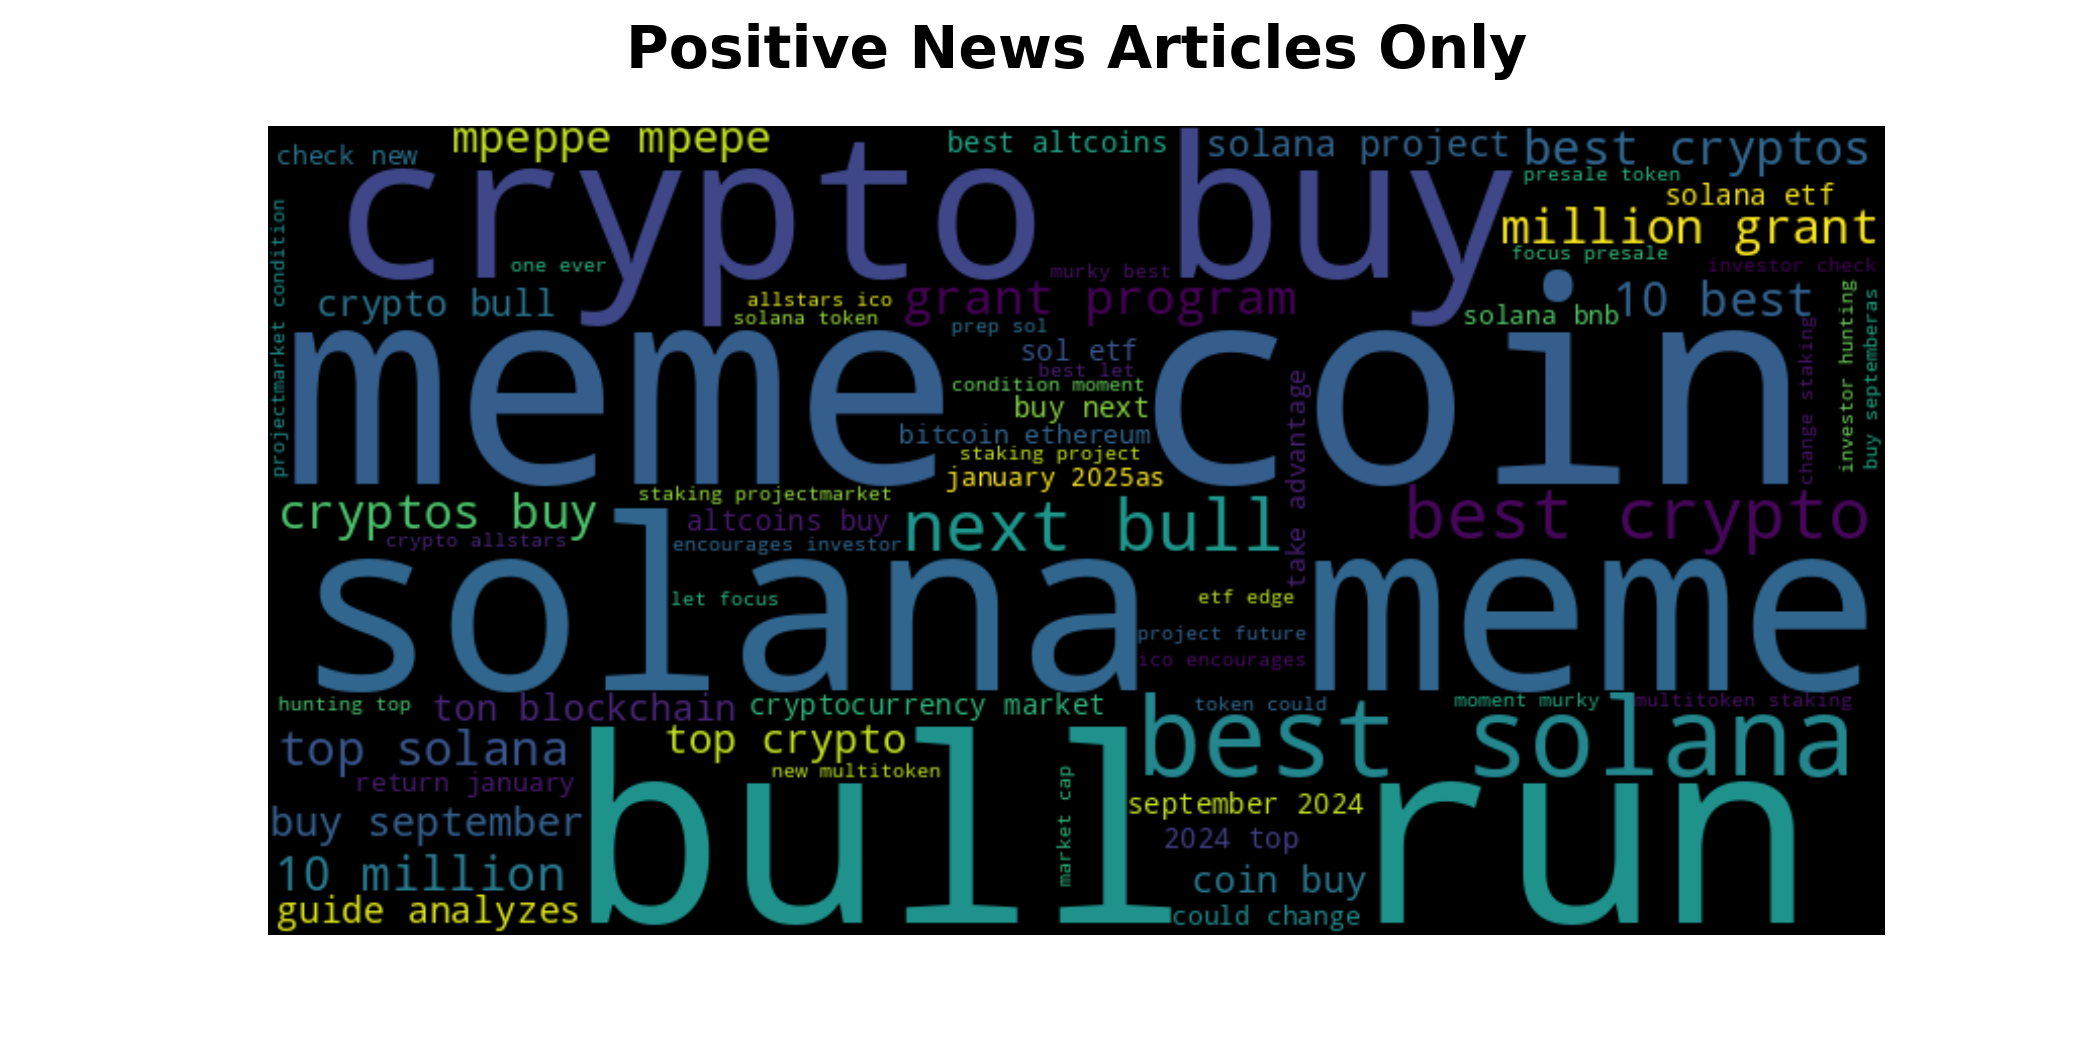 Positive News Articles Only
mpeppe mpepe
best altcoins
solana project
best cryptos
check new
crypto buy
presale token
solana etf
million grant
projectmarket condition
one ever
murky best
focus presale
investor check
crypto bull
allstars ico
grant program
10 best
solana token
prep sol
solana bnb
meme coin
sol etf
best let
condition moment
buy next
bitcoin ethereum
staking project
january 2025as
take advantage
change staking
investor hunting
buy septemberas
cryptos buy
staking projectmarket
altcoins buy
next bull
best crypto
crypto allstars
encourages investor
solana meme
let focus
etf edge
project future
ico encourages
hunting top
ton blockchain
cryptocurrency market
token could
moment murky
multitoken staking
top solana
top crypto
best solana
return january
new multitoken
market cap
buy september
bull run
september 2024
2024 top
10 million
coin buy
guide analyzes
could change